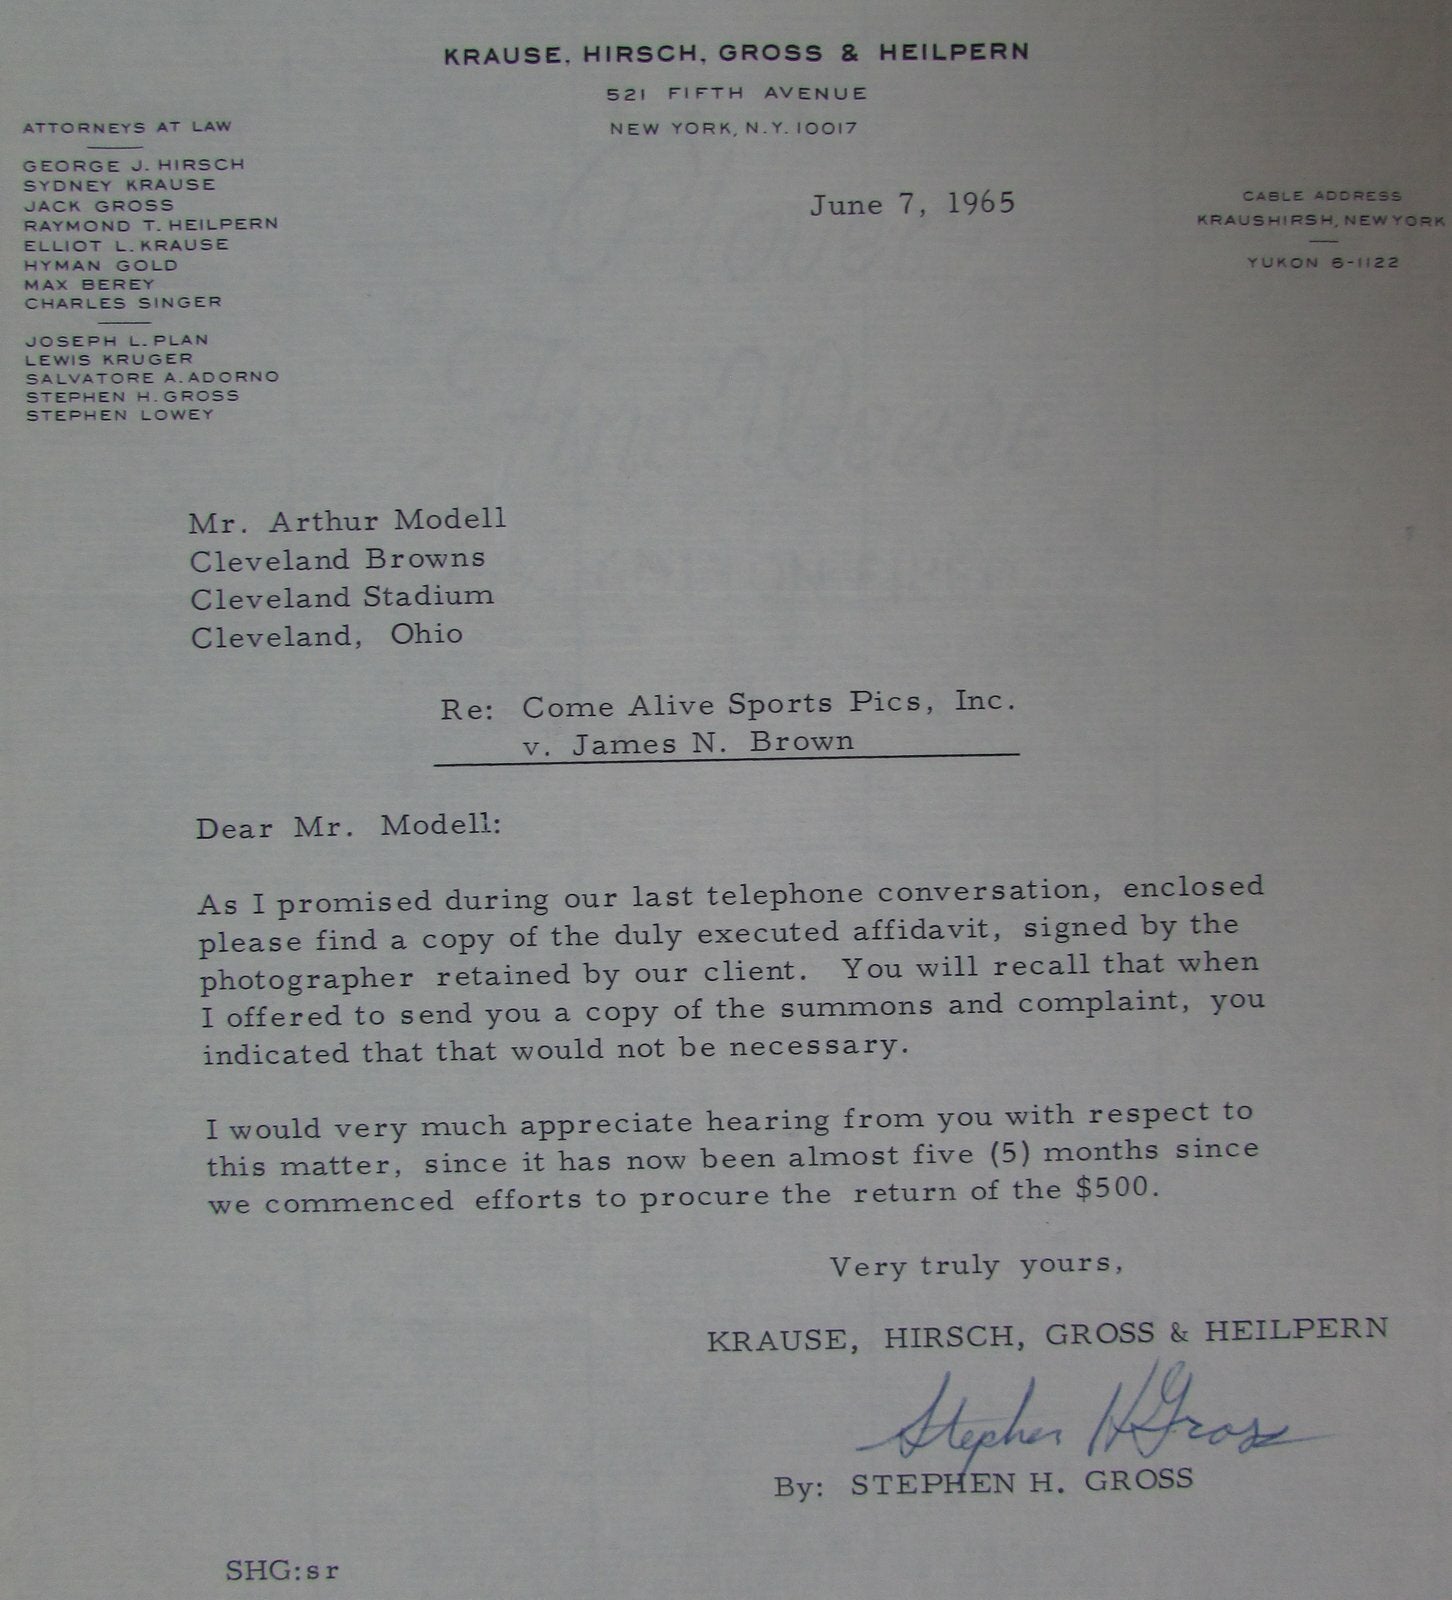 KRAUSE, HIRSCH, GROSS & HEILPERN
521 FIFTH AVENUE
NEW YORK, N.Y. 10017
ATTORNEYS AT LAW
GEORGE J. HIRSCH
SYDNEY KRAUSE
JACK GROSS
RAYMOND T. HEILPERN
ELLIOT L. KRAUSE
HYMAN GOLD
MAX BEREY
CHARLES SINGER
JOSEPH L. PLAN
LEWIS KRUGER
SALVATORE A. ADORNO
STEPHEN H. GROSS
STEPHEN LOWEY
June 7, 1965
CABLE ADDRESS
KRAUSHIRSH, NEW YORK
YUKON 6-1122
Mr. Arthur Modell
Cleveland Browns
Cleveland Stadium
Cleveland, Ohio
Re: Come Alive Sports Pics, Inc.
v. James N. Brown
Dear Mr. Modell:
As I promised during our last telephone conversation, enclosed
please find a copy of the duly executed affidavit, signed by the
photographer retained by our client. You will recall that when
I offered to send you a copy of the summons and complaint, you
indicated that that would not be necessary.
I would very much appreciate hearing from you with respect to
this matter, since it has now been almost five (5) months since
we commenced efforts to procure the return of the $500.
Very truly yours,
KRAUSE, HIRSCH, GROSS & HEILPERN
Stephen H Gross
By: STEPHEN H. GROSS
SHG:sr